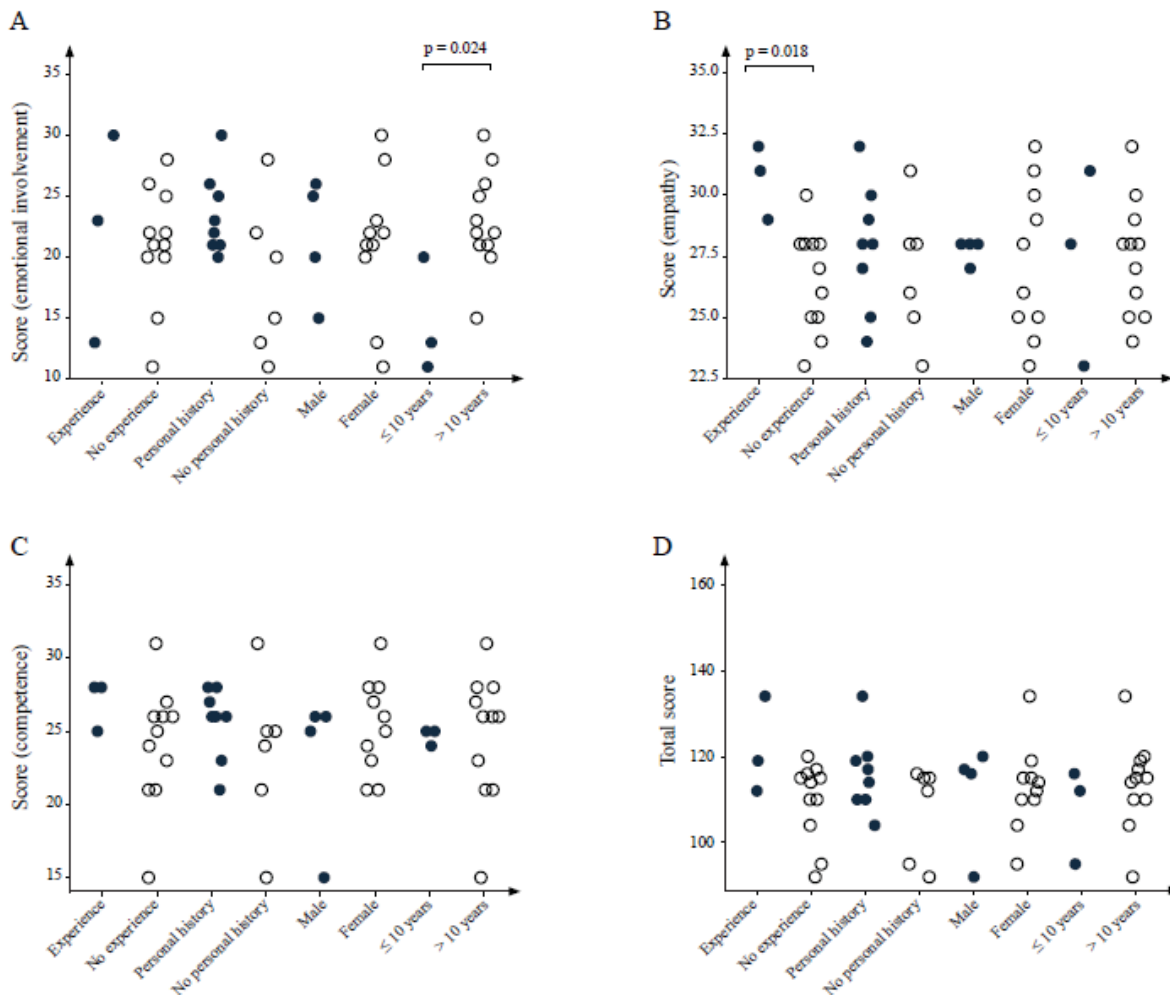 A
p = 0.024
Score (emotional involvement)
35
30
25
20
15
10
Experience
No experience
Personal history
No personal history
Male
Female
≤ 10 years
> 10 years
B
p = 0.018
Score (empathy)
35.0
32.5
30.0
27.5
25.0
22.5
Experience
No experience
Personal history
No personal history
Male
Female
≤ 10 years
> 10 years
C
Score (competence)
35
30
25
20
15
Experience
No experience
Personal history
No personal history
Male
Female
≤ 10 years
> 10 years
D
Total score
160
140
120
100
Experience
No experience
Personal history
No personal history
Male
Female
≤ 10 years
> 10 years